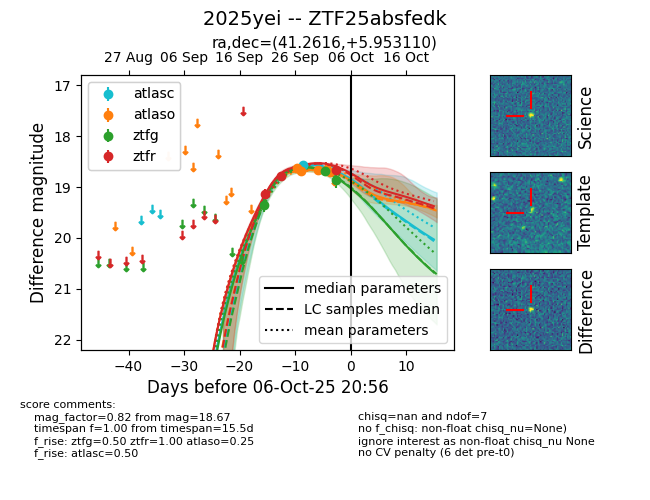 2025yei -- ZTF25absfedk
ra,dec=(41.2616,+5.953110)
27 Aug 06 Sep 16 Sep 26 Sep 06 Oct 16 Oct
atlasc
atlaso
ztfg
ztfr
17
18
19
20
21
22
Difference magnitude
median parameters
LC samples median
mean parameters
−40 −30 −20 −10 0 10
Days before 06-Oct-25 20:56
Science
Template
Difference
score comments:
mag_factor=0.82 from mag=18.67
timespan f=1.00 from timespan=15.5d
f_rise: ztfg=0.50 ztfr=1.00 atlaso=0.25
f_rise: atlasc=0.50
chisq=nan and ndof=7
no f_chisq: non-float chisq_nu=None)
ignore interest as non-float chisq_nu None
no CV penalty (6 det pre-t0)